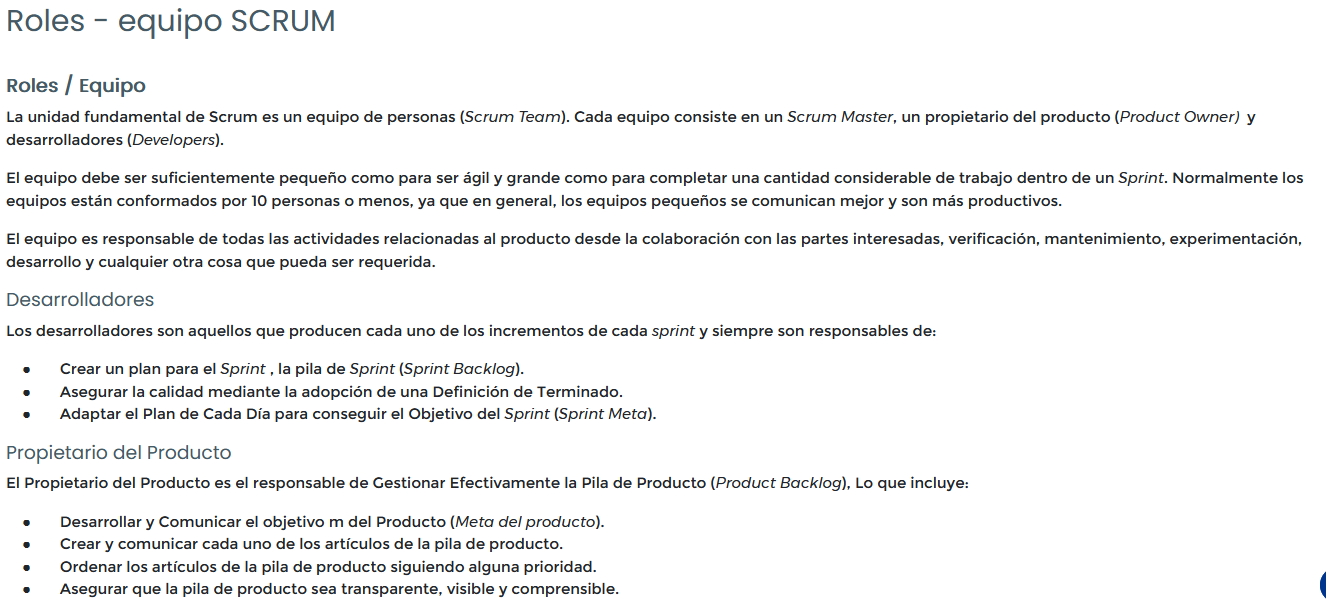 Roles - equipo SCRUM
Roles / Equipo
La unidad fundamental de Scrum es un equipo de personas (Scrum Team). Cada equipo consiste en un Scrum Master, un propietario del producto (Product Owner) y
desarrolladores (Developers).
El equipo debe ser suficientemente pequeño como para ser ágil y grande como para completar una cantidad considerable de trabajo dentro de un Sprint. Normalmente los
equipos están conformados por 10 personas o menos, ya que en general, los equipos pequeños se comunican mejor y son más productivos.
El equipo es responsable de todas las actividades relacionadas al producto desde la colaboración con las partes interesadas, verificación, mantenimiento, experimentación,
desarrollo y cualquier otra cosa que pueda ser requerida.
Desarrolladores
Los desarrolladores son aquellos que producen cada uno de los incrementos de cada sprint y siempre son responsables de:
• Crear un plan para el Sprint , la pila de Sprint (Sprint Backlog).
• Asegurar la calidad mediante la adopción de una Definición de Terminado.
• Adaptar el Plan de Cada Día para conseguir el Objetivo del Sprint (Sprint Meta).
Propietario del Producto
El Propietario del Producto es el responsable de Gestionar Efectivamente la Pila de Producto (Product Backlog), Lo que incluye:
• Desarrollar y Comunicar el objetivo m del Producto (Meta del producto).
• Crear y comunicar cada uno de los artículos de la pila de producto.
• Ordenar los artículos de la pila de producto siguiendo alguna prioridad.
• Asegurar que la pila de producto sea transparente, visible y comprensible.